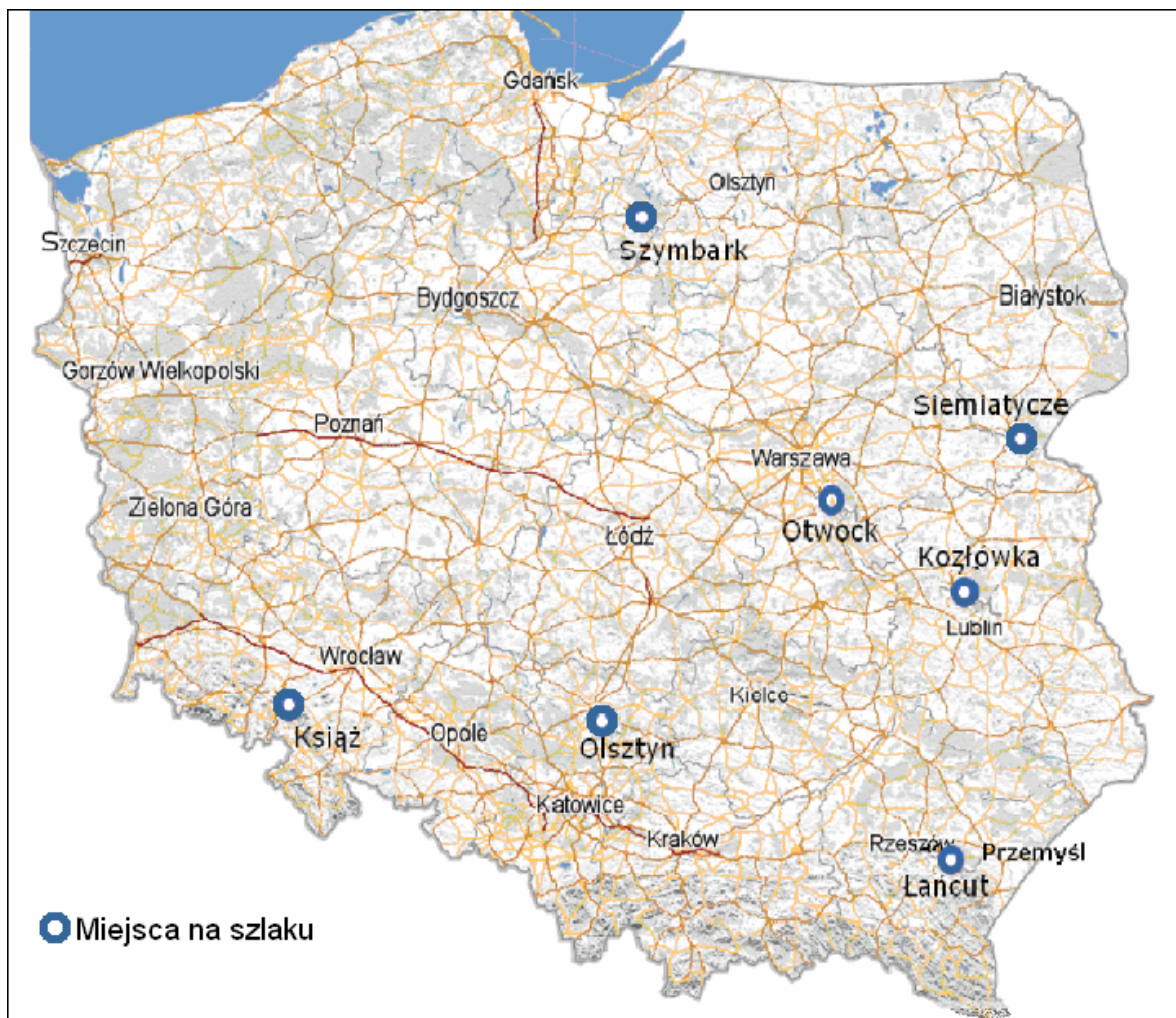 Gdańsk
Olsztyn
Szymbark
Szczecin
Bydgoszcz
Białystok
Gorzów Wielkopolski
Siemiatycze
Poznań
Warszawa
Zielona Góra
Łódź
Otwock
Kozłówka
Lublin
Wrocław
Kielce
Książ
Opole
Olsztyn
Katowice
Kraków
Rzeszów
Przemyśl
Łańcut
Miejsca na szlaku